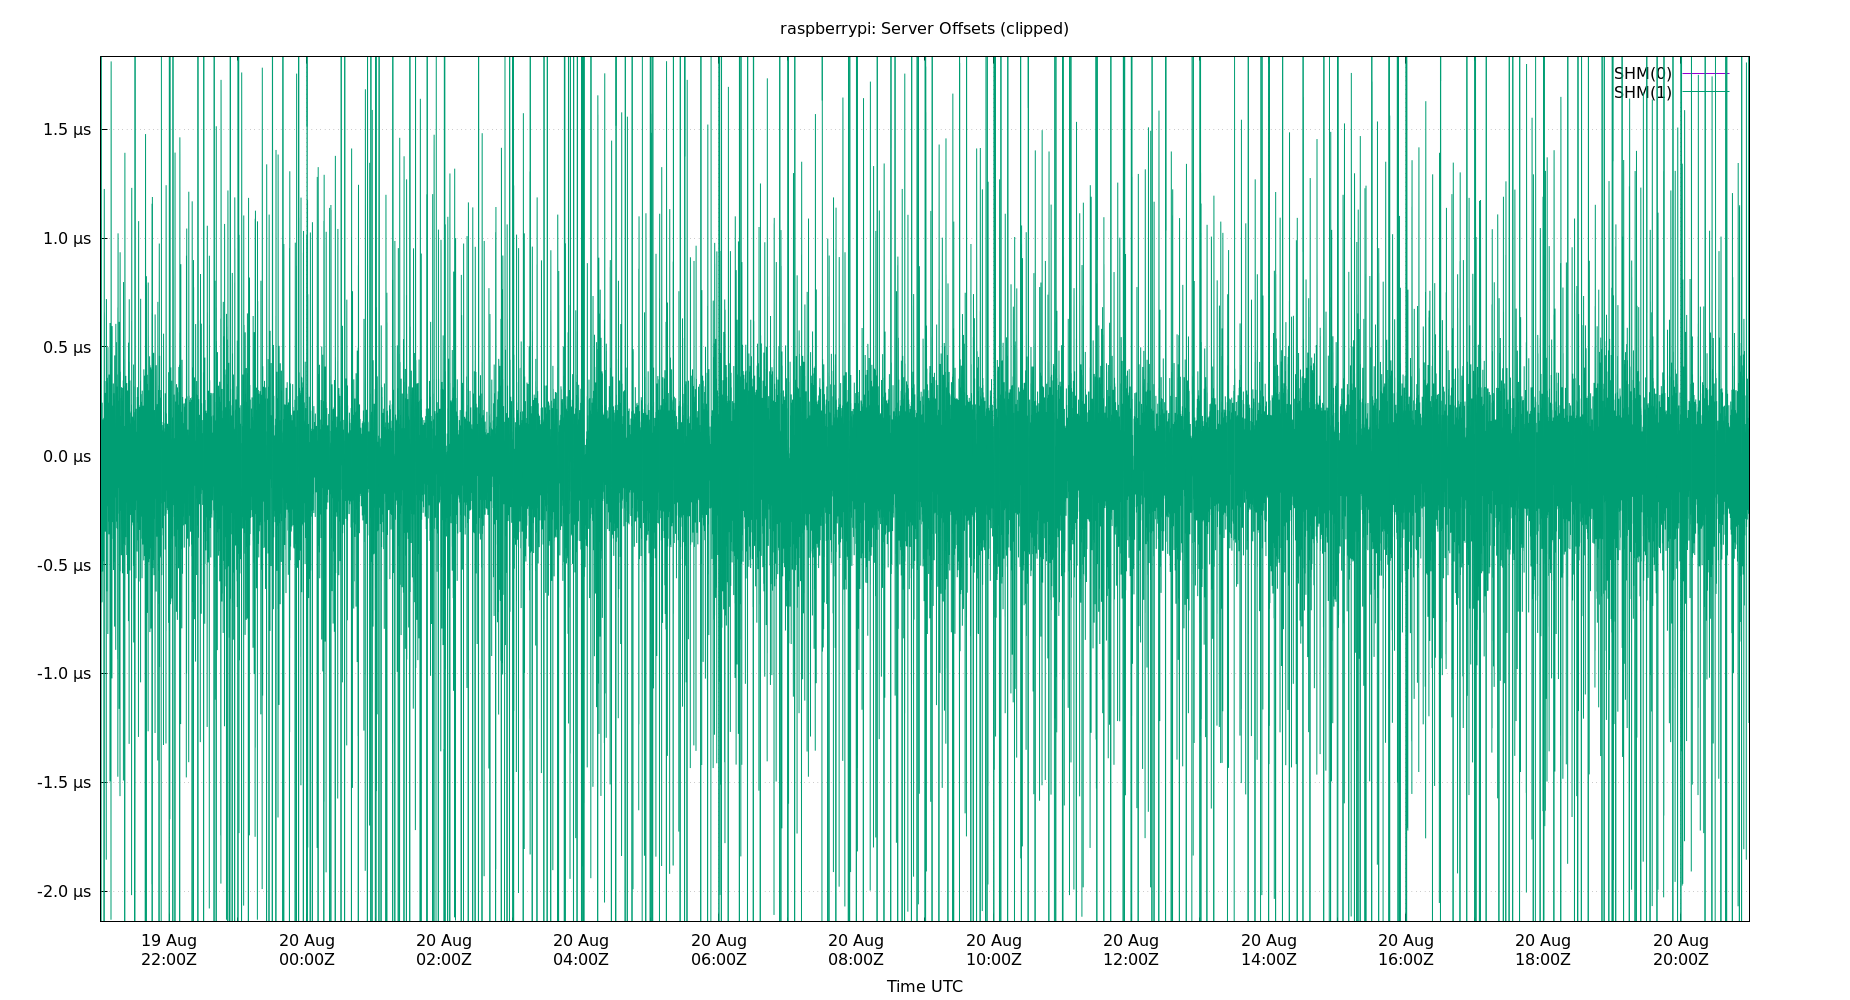 raspberrypi: Server Offsets (clipped)
SHM(0)
SHM(1)
1.5 µs
1.0 µs
0.5 µs
0.0 µs
-0.5 µs
-1.0 µs
-1.5 µs
-2.0 µs
19 Aug 20 Aug 20 Aug 20 Aug 20 Aug 20 Aug 20 Aug 20 Aug 20 Aug 20 Aug 20 Aug 20 Aug
22:00Z 00:00Z 02:00Z 04:00Z 06:00Z 08:00Z 10:00Z 12:00Z 14:00Z 16:00Z 18:00Z 20:00Z
Time UTC